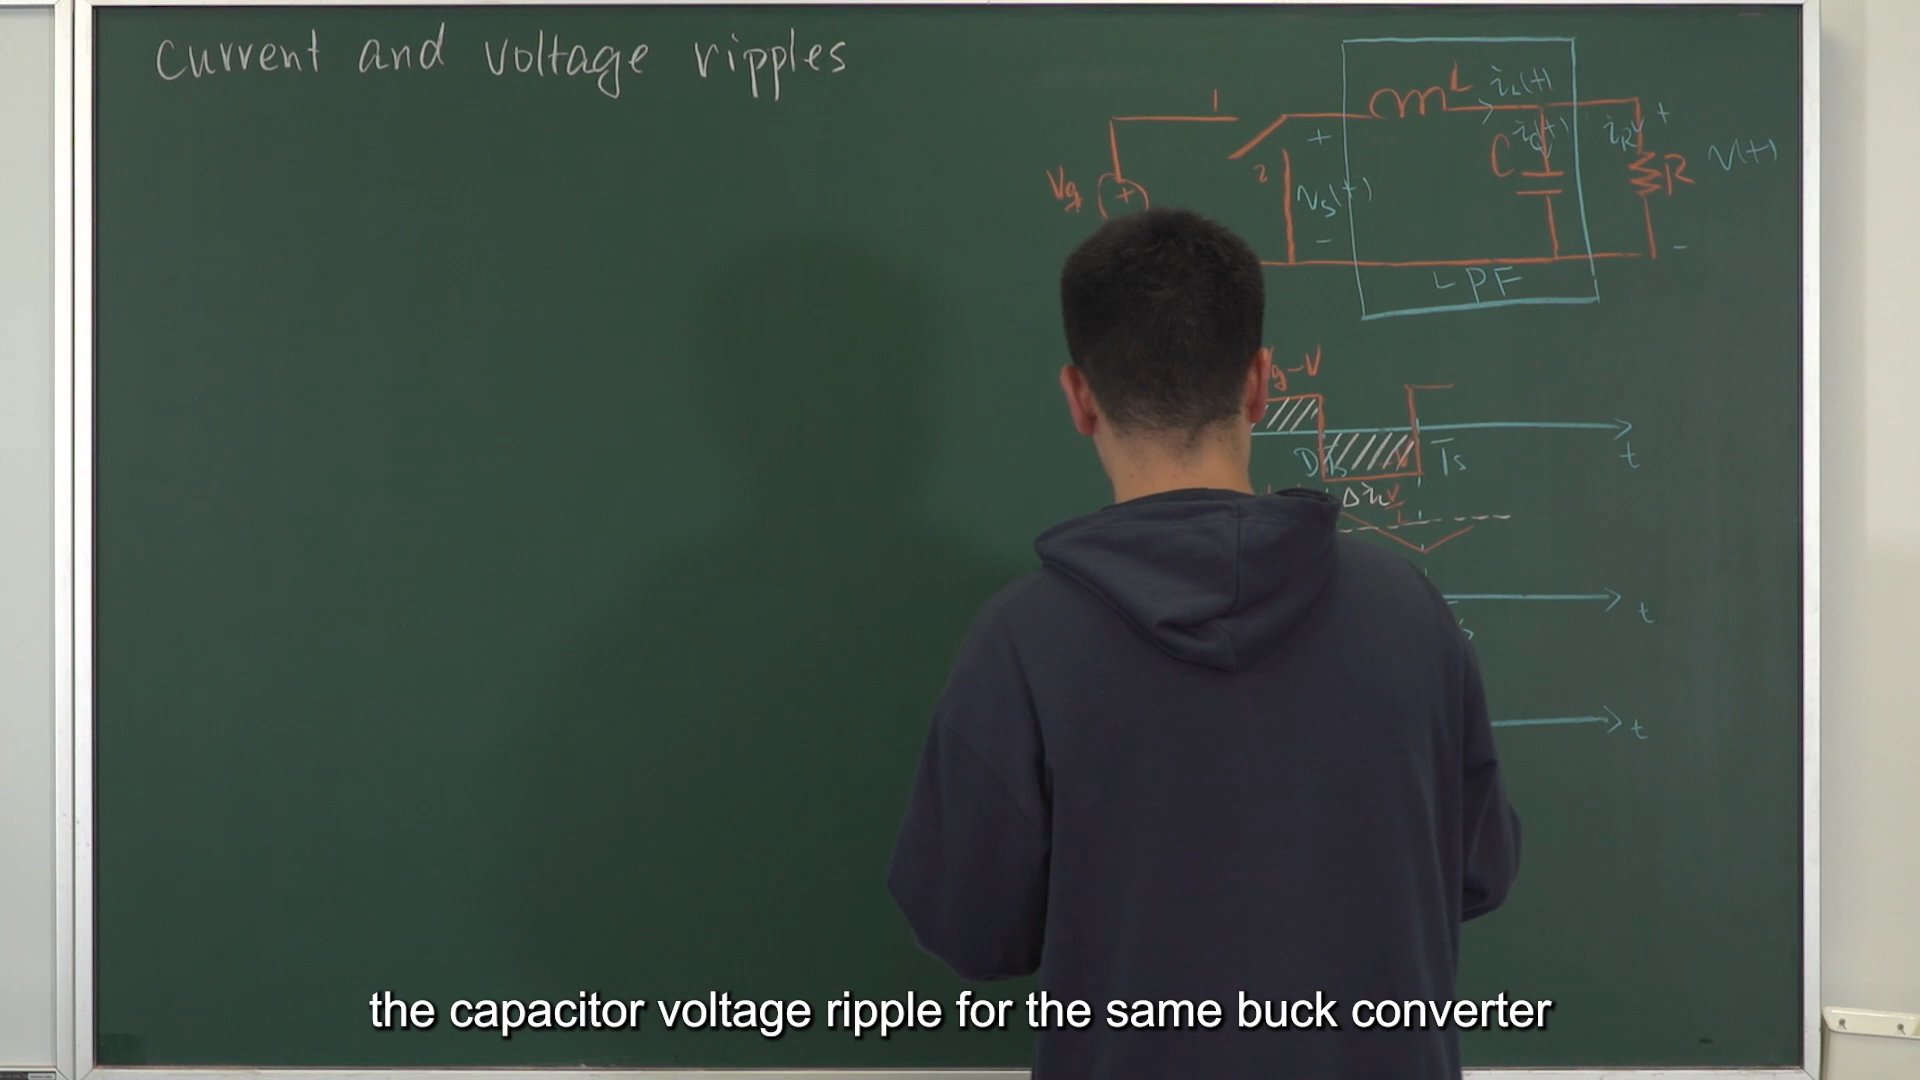 Current and voltage ripples
1
L
iL(t)
+
ic(t)
iR
+
2
C
R
v(t)
Vg
+
vs(t)
-
-
LPF
g-V
DTs
Ts
t
ΔiL
t
t
the capacitor voltage ripple for the same buck converter